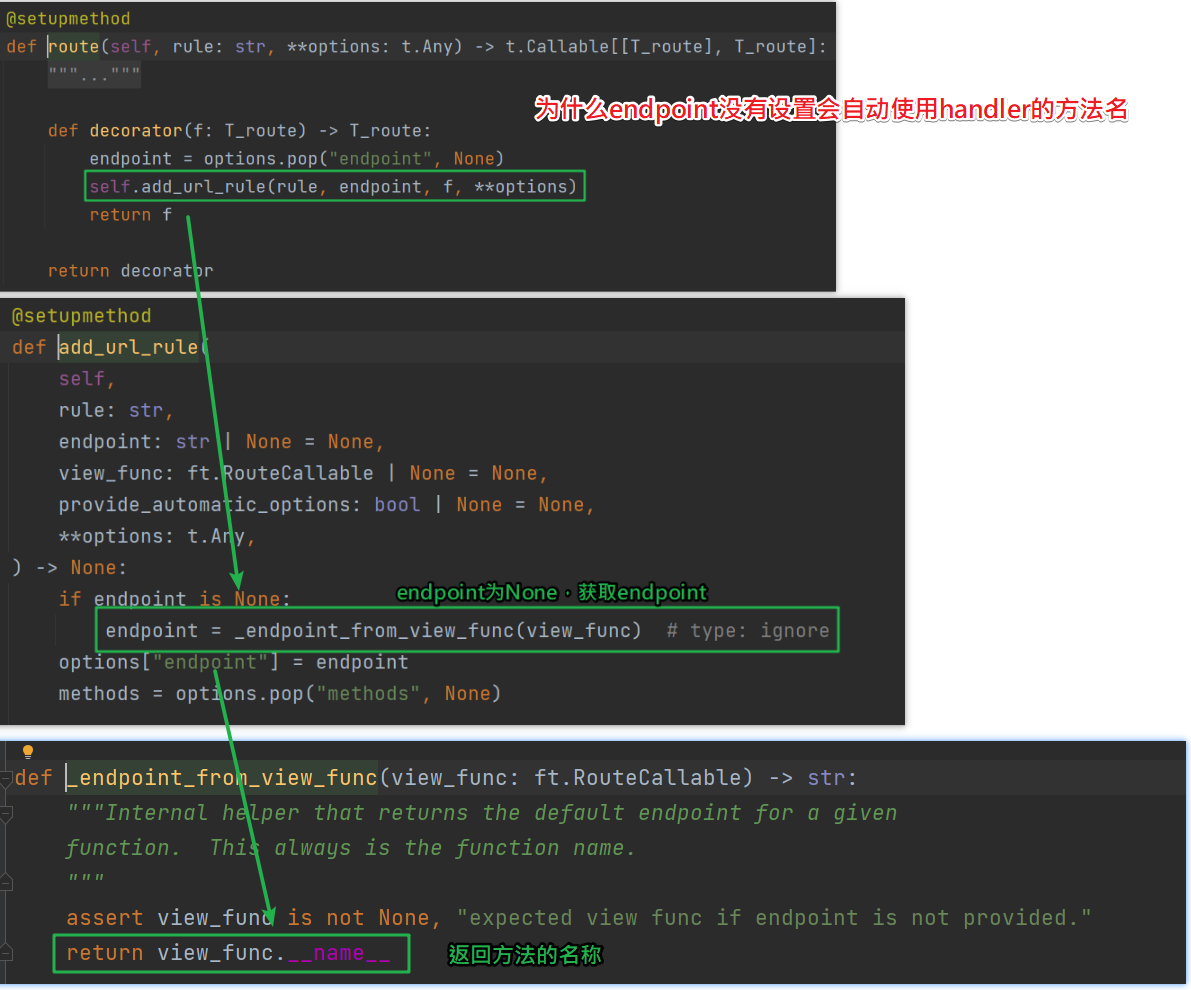 @setupmethod
def route(self, rule: str, **options: t.Any) -> t.Callable[[T_route], T_route]:
"""..."""
为什么endpoint没有设置会自动使用handler的方法名
def decorator(f: T_route) -> T_route:
endpoint = options.pop("endpoint", None)
self.add_url_rule(rule, endpoint, f, **options)
return f
return decorator
@setupmethod
def add_url_rule(
self,
rule: str,
endpoint: str | None = None,
view_func: ft.RouteCallable | None = None,
provide_automatic_options: bool | None = None,
**options: t.Any,
) -> None:
if endpoint is None:
endpoint为None，获取endpoint
endpoint = _endpoint_from_view_func(view_func)  # type: ignore
options["endpoint"] = endpoint
methods = options.pop("methods", None)
def _endpoint_from_view_func(view_func: ft.RouteCallable) -> str:
"""Internal helper that returns the default endpoint for a given
function.  This always is the function name.
"""
assert view_func is not None, "expected view func if endpoint is not provided."
return view_func.__name__
返回方法的名称